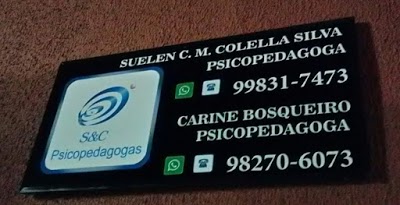 SUELEN C. M. COLELLA SILVA
PSICOPEDAGOGA
99831-7473
CARINE BOSQUEIRO
PSICOPEDAGOGA
98270-6073
S&C
Psicopedagogas